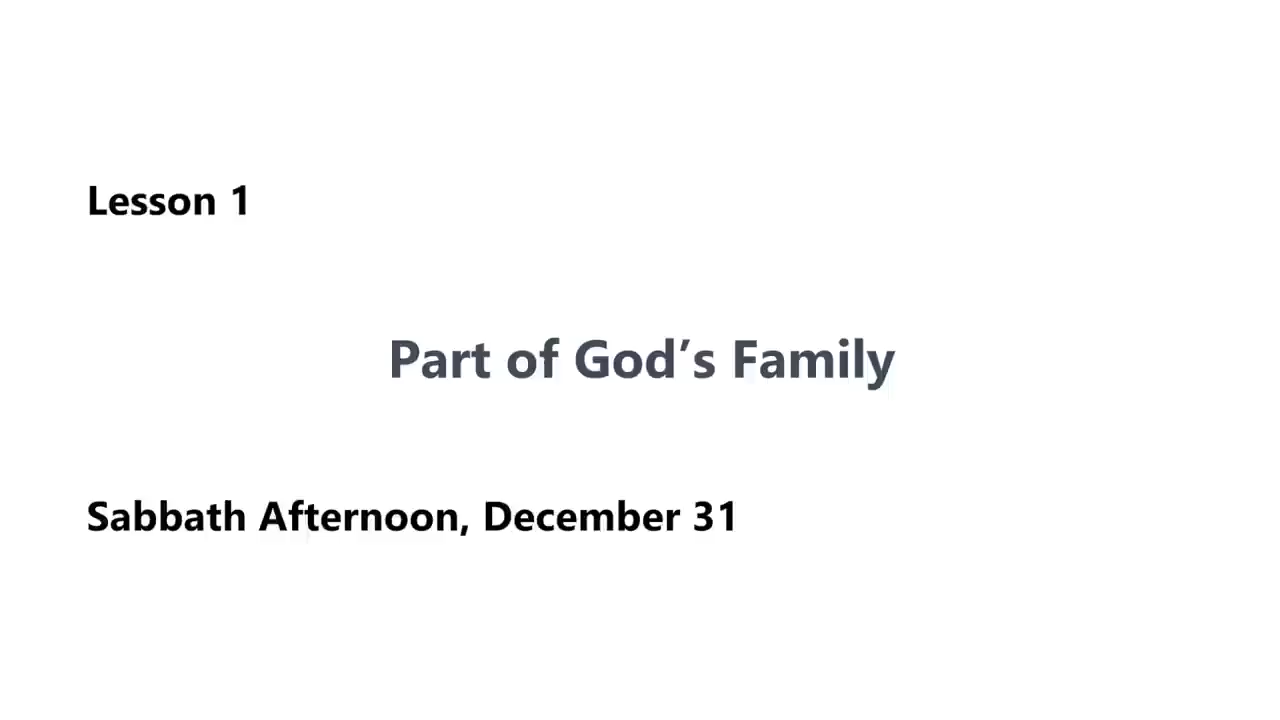 Lesson 1
Part of God’s Family
Sabbath Afternoon, December 31